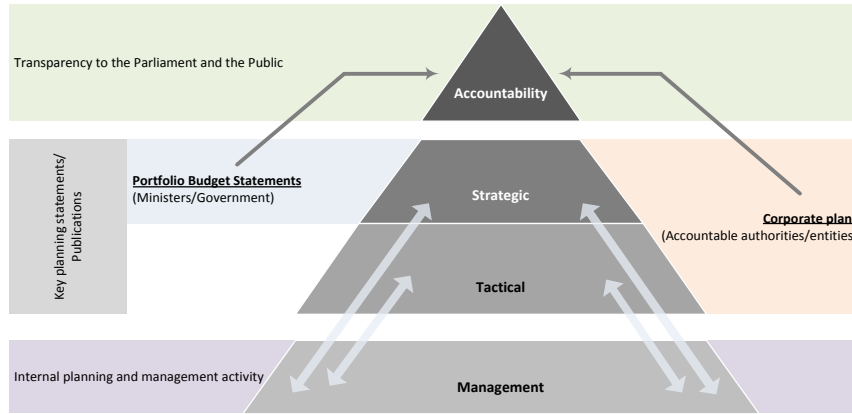 Transparency to the Parliament and the Public
Accountability
Key planning statements/
Publications
Portfolio Budget Statements
(Ministers/Government)
Strategic
Corporate plan
(Accountable authorities/entities
Tactical
Internal planning and management activity
Management